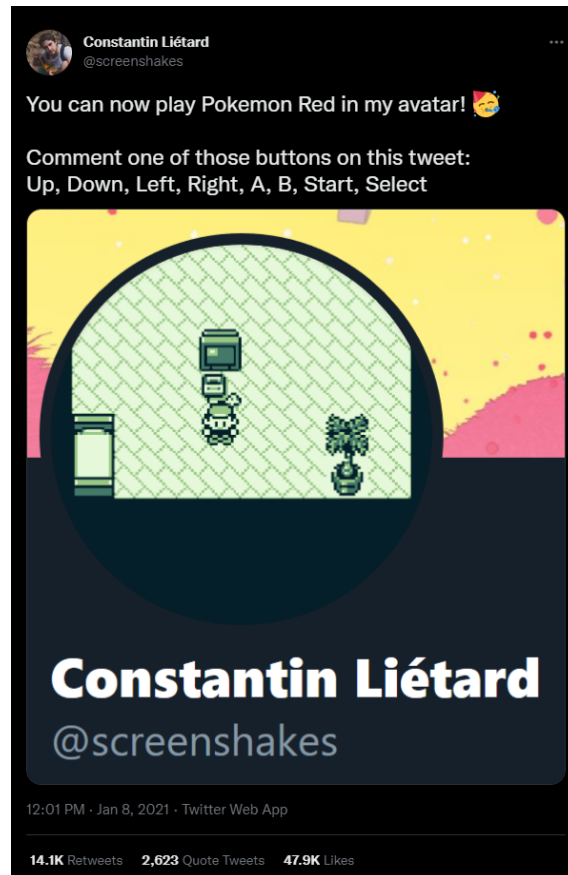 Constantin Liétard
@screenshakes
You can now play Pokemon Red in my avatar! 🥳
Comment one of those buttons on this tweet:
Up, Down, Left, Right, A, B, Start, Select
Constantin Liétard
@screenshakes
12:01 PM · Jan 8, 2021 · Twitter Web App
14.1K Retweets 2,623 Quote Tweets 47.9K Likes